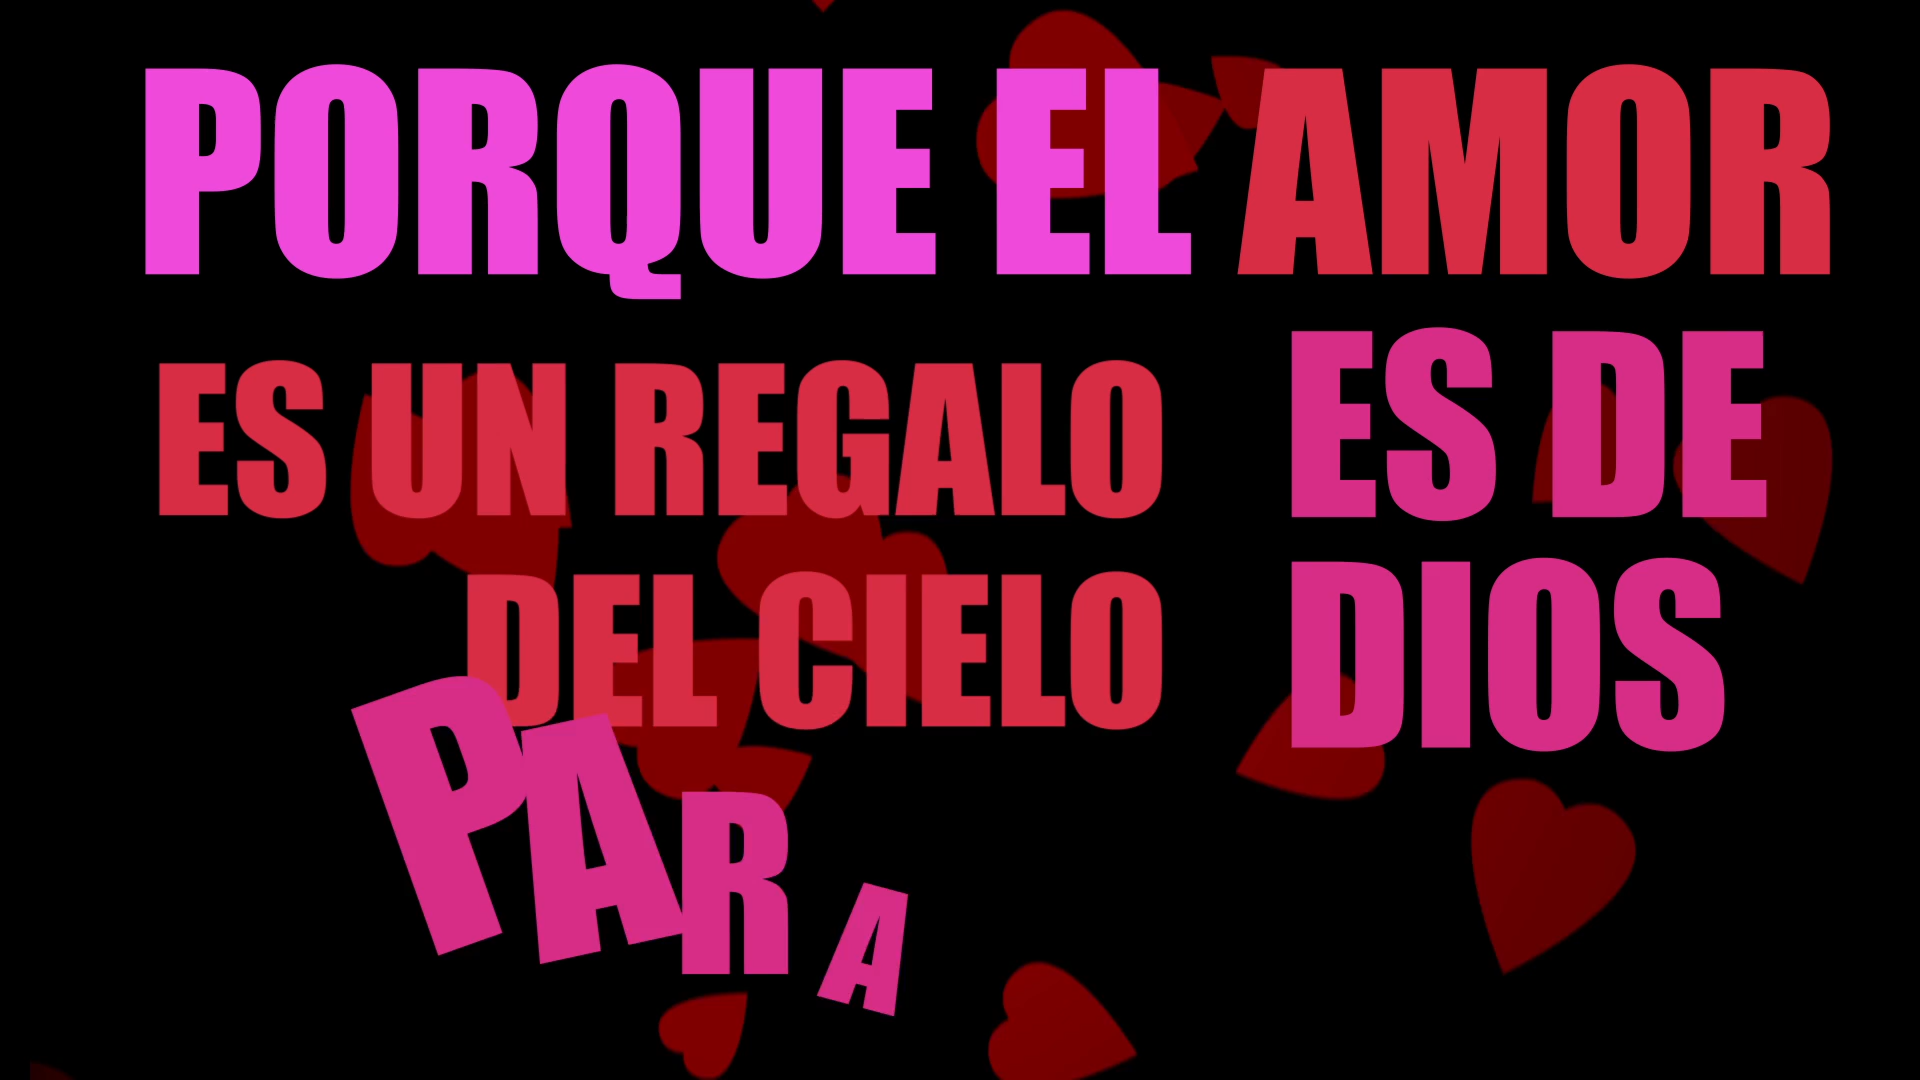 PORQUE EL AMOR
ES UN REGALO
DEL CIELO
ES DE
DIOS
PARA